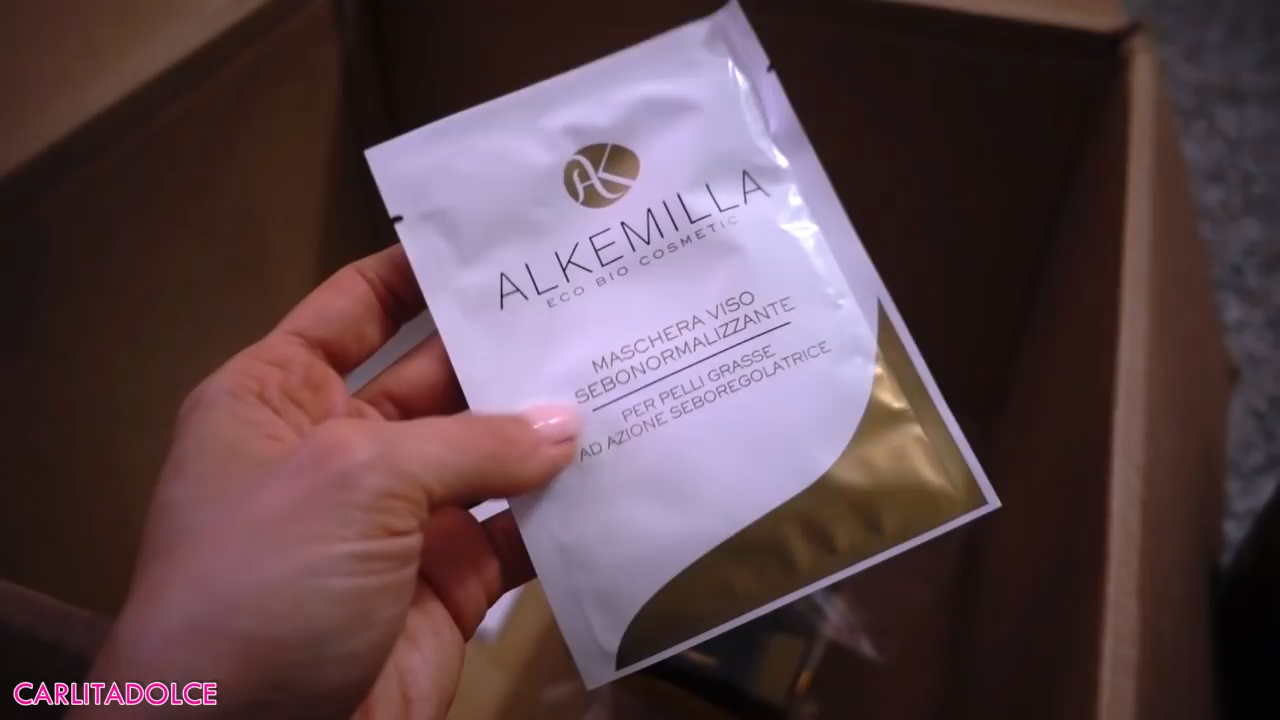 AK
ALKEMILLA
ECO BIO COSMETIC
MASCHERA VISO
SEBONORMALIZZANTE
PER PELLI GRASSE
AD AZIONE SEBOREGOLATRICE
CARLITADOLCE